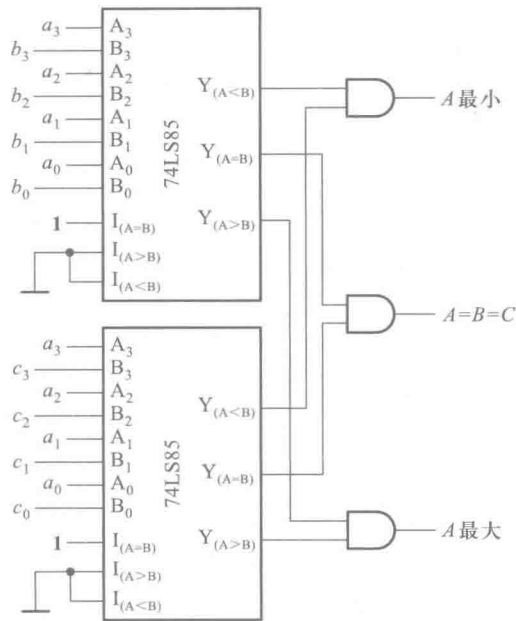 a₃ A₃
b₃ B₃
a₂ A₂
b₂ B₂
a₁ A₁
b₁ B₁
a₀ A₀
b₀ B₀
1 I(A=B)
I(A>B)
I(A<B)
74LS85
Y(A<B)
Y(A=B)
Y(A>B)
A最小
A=B=C
a₃ A₃
c₃ B₃
a₂ A₂
c₂ B₂
a₁ A₁
c₁ B₁
a₀ A₀
c₀ B₀
1 I(A=B)
I(A>B)
I(A<B)
74LS85
Y(A<B)
Y(A=B)
Y(A>B)
A最大